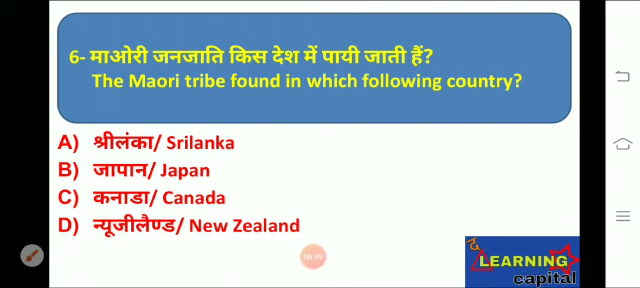 6- माओरी जनजाति किस देश में पायी जाती हैं?
The Maori tribe found in which following country?
A) श्रीलंका/ Srilanka
B) जापान/ Japan
C) कनाडा/ Canada
D) न्यूजीलैण्ड/ New Zealand
06:49
LEARNING
capital